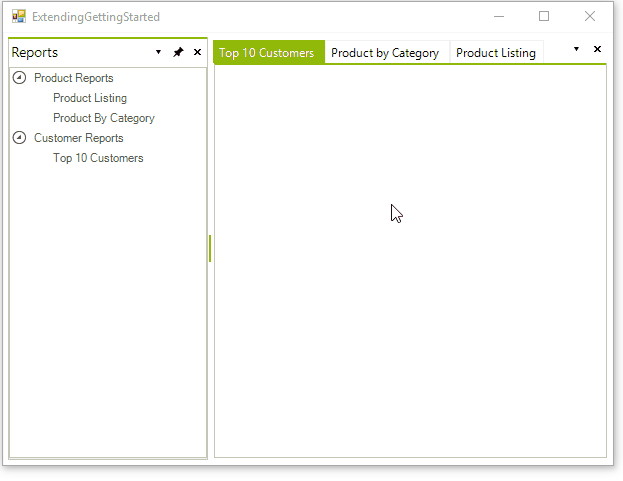 ExtendingGettingStarted
Reports
Product Reports
Product Listing
Product By Category
Customer Reports
Top 10 Customers
Top 10 Customers Product by Category Product Listing